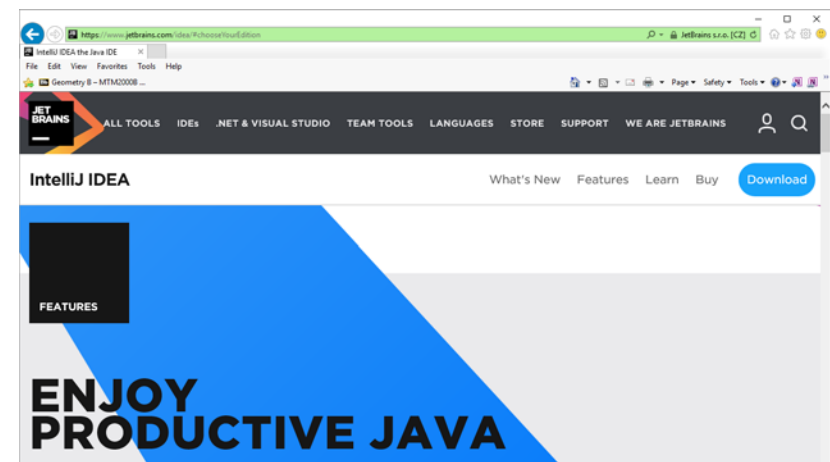 https://www.jetbrains.com/idea/#chooseYourEdition JetBrains s.r.o. [CZ]
IntelliJ IDEA the Java IDE
File Edit View Favorites Tools Help
Geometry B – MTM20008 ... Page Safety Tools
JET
BRAINS
ALL TOOLS IDEs .NET & VISUAL STUDIO TEAM TOOLS LANGUAGES STORE SUPPORT WE ARE JETBRAINS
IntelliJ IDEA What's New Features Learn Buy Download
FEATURES
ENJOY
PRODUCTIVE JAVA